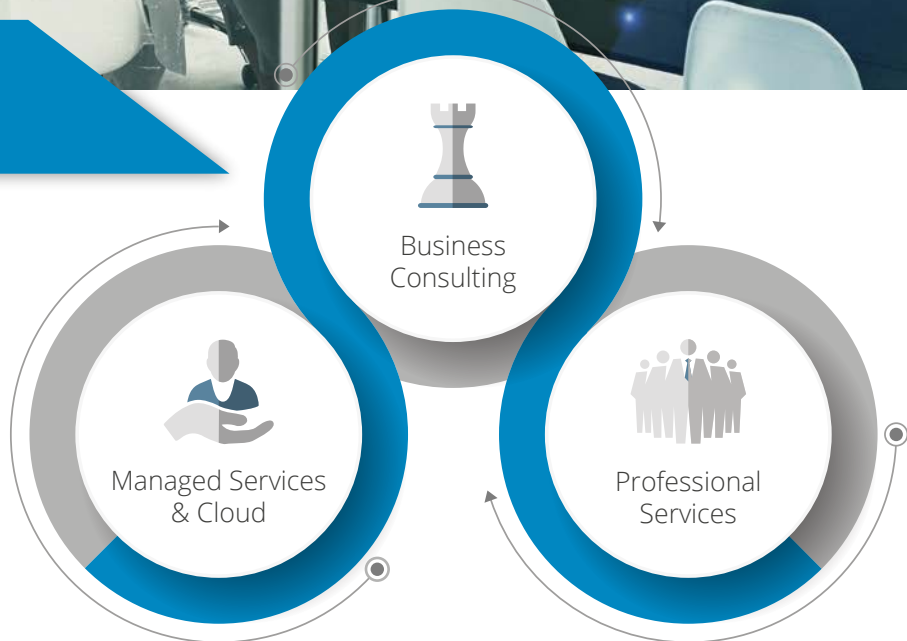 Business
Consulting
Managed Services
& Cloud
Professional
Services